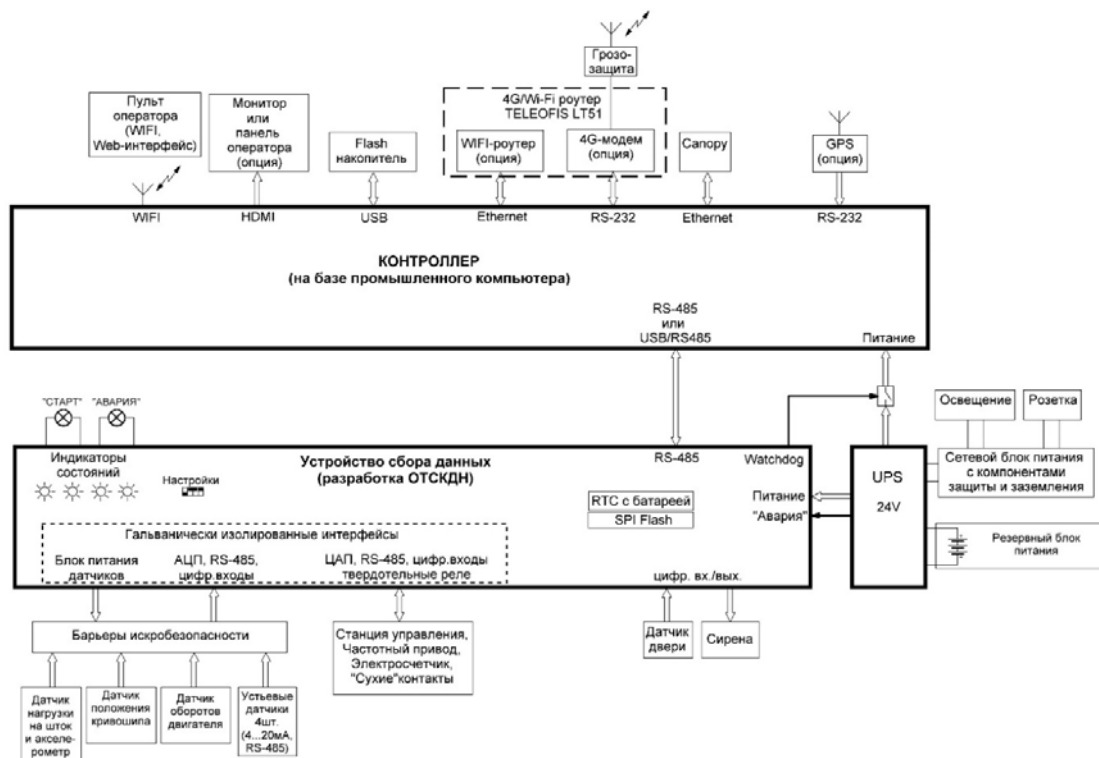 Грозо-
защита
4G/Wi-Fi роутер
TELEOFIS LT51
Пульт
оператора
(WIFI,
Web-интерфейс)
Монитор
или
панель
оператора
(опция)
Flash
накопитель
WIFI-роутер
(опция)
4G-модем
(опция)
Canopy
GPS
(опция)
WIFI
HDMI
USB
Ethernet
RS-232
Ethernet
RS-232
КОНТРОЛЛЕР
(на базе промышленного компьютера)
RS-485
или
USB/RS485
Питание
"СТАРТ"
"АВАРИЯ"
Освещение
Розетка
Индикаторы
состояний
Настройки
Устройство сбора данных
(разработка ОТСКДН)
RS-485
Watchdog
RTC с батареей
SPI Flash
Питание
"Авария"
UPS
24V
Сетевой блок питания
с компонентами
защиты и заземления
Резервный блок
питания
Гальванически изолированные интерфейсы
Блок питания
датчиков
АЦП, RS-485,
цифр.входы
ЦАП, RS-485, цифр.входы
твердотельные реле
цифр. вх./вых.
Барьеры искробезопасности
Станция управления,
Частотный привод,
Электросчетчик,
"Сухие"контакты
Датчик
двери
Сирена
Датчик
нагрузки
на шток
и акселе-
рометр
Датчик
положения
кривошипа
Датчик
оборотов
двигателя
Устьевые
датчики
4шт.
(4...20мА,
RS-485)